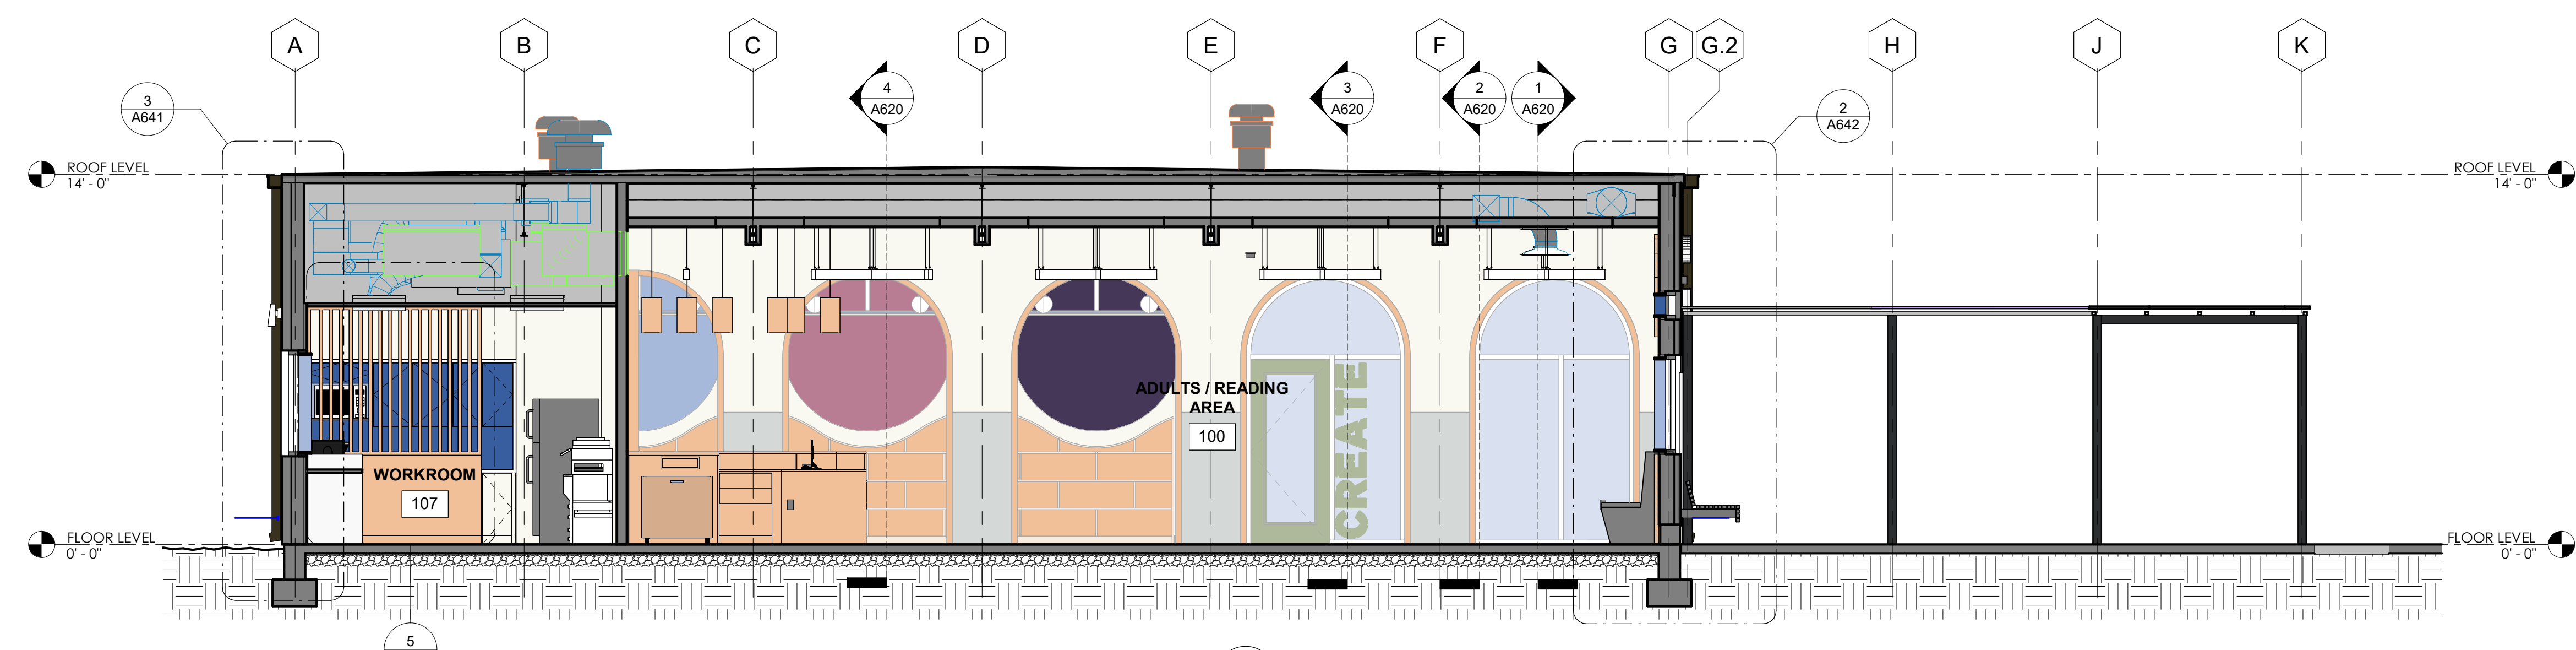 A
B
C
D
E
F
G
G.2
H
J
K
3
A641
4
A620
3
A620
2
A620
1
A620
2
A642
ROOF LEVEL
14' - 0"
ROOF LEVEL
14' - 0"
ADULTS / READING
AREA
100
CREATE
WORKROOM
107
FLOOR LEVEL
0' - 0"
FLOOR LEVEL
0' - 0"
5